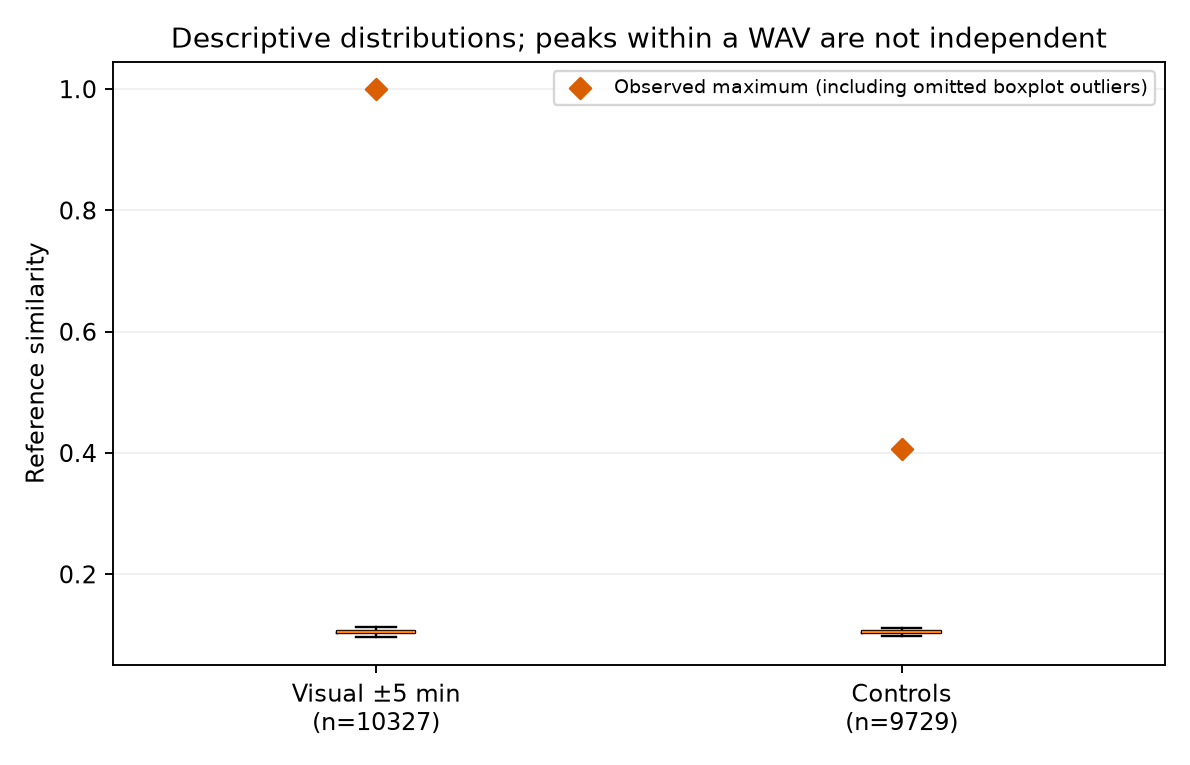 Descriptive distributions; peaks within a WAV are not independent
Observed maximum (including omitted boxplot outliers)
Reference similarity
1.0
0.8
0.6
0.4
0.2
Visual ±5 min
(n=10327)
Controls
(n=9729)